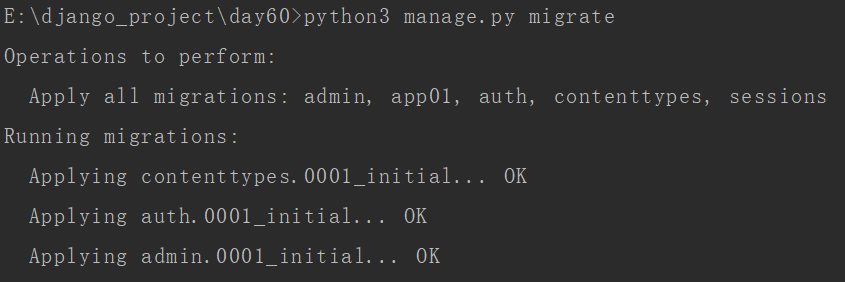 E:\django_project\day60>python3 manage.py migrate
Operations to perform:
  Apply all migrations: admin, app01, auth, contenttypes, sessions
Running migrations:
  Applying contenttypes.0001_initial... OK
  Applying auth.0001_initial... OK
  Applying admin.0001_initial... OK